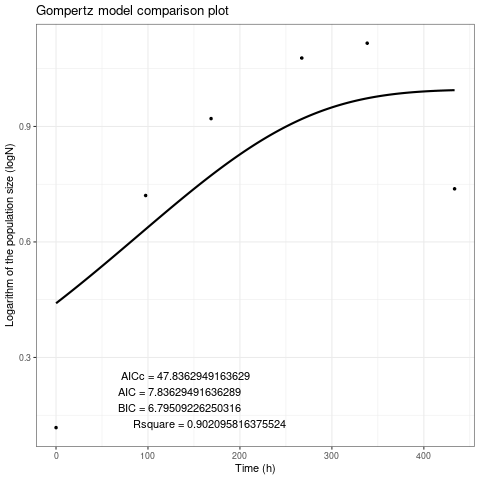 Gompertz model comparison plot
Logarithm of the population size (logN)
0.9
0.6
0.3
AICc = 47.8362949163629
AIC = 7.83629491636289
BIC = 6.79509226250316
Rsquare = 0.902095816375524
0 100 200 300 400
Time (h)